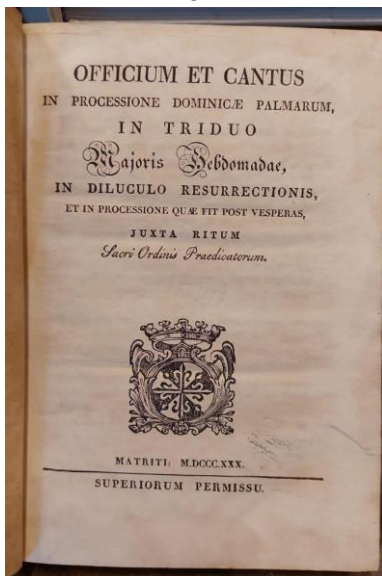 OFFICIUM ET CANTUS
IN PROCESSIONE DOMINICÆ PALMARUM,
IN TRIDUO
Majoris Hebdomadae,
IN DILUCULO RESURRECTIONIS,
ET IN PROCESSIONE QUÆ FIT POST VESPERAS,
JUXTA RITUM
Sacri Ordinis Praedicatorum.
MATRITI: M.DCCC.XXX.
SUPERIORUM PERMISSU.